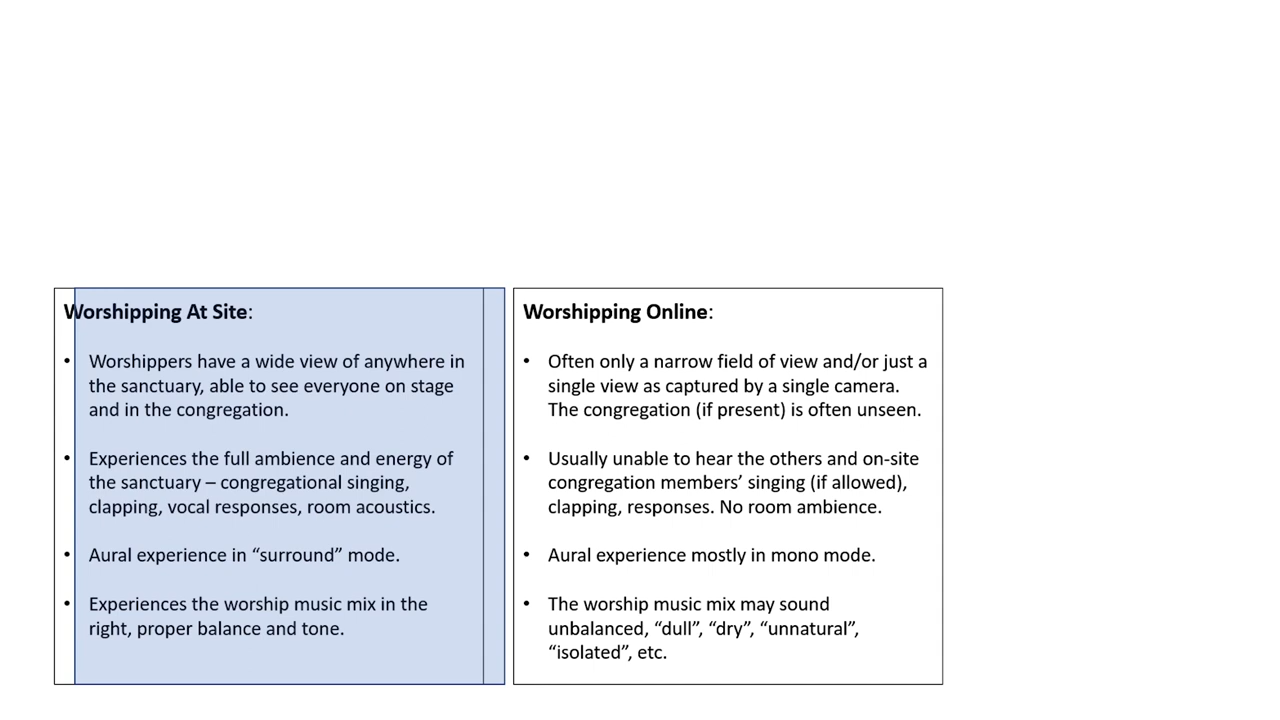 Worshipping At Site:
• Worshippers have a wide view of anywhere in
the sanctuary, able to see everyone on stage
and in the congregation.
• Experiences the full ambience and energy of
the sanctuary – congregational singing,
clapping, vocal responses, room acoustics.
• Aural experience in “surround” mode.
• Experiences the worship music mix in the
right, proper balance and tone.
Worshipping Online:
• Often only a narrow field of view and/or just a
single view as captured by a single camera.
The congregation (if present) is often unseen.
• Usually unable to hear the others and on-site
congregation members’ singing (if allowed),
clapping, responses. No room ambience.
• Aural experience mostly in mono mode.
• The worship music mix may sound
unbalanced, “dull”, “dry”, “unnatural”,
“isolated”, etc.